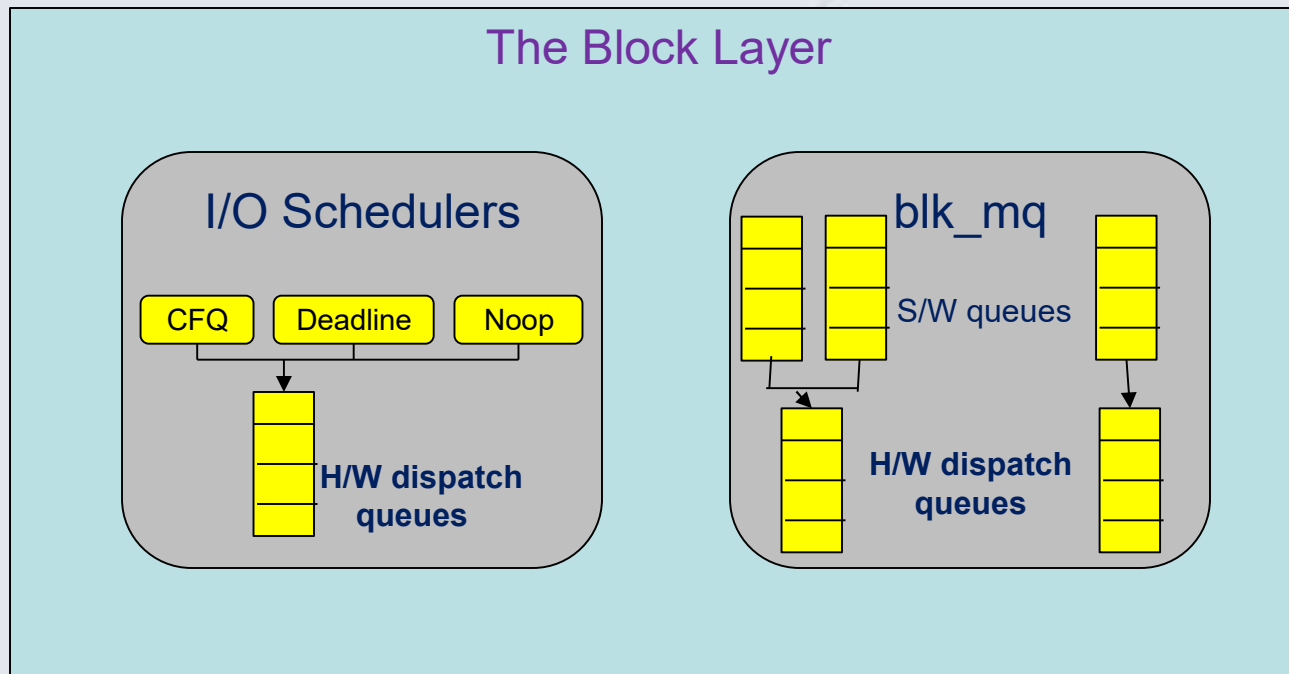 The Block Layer
I/O Schedulers
CFQ
Deadline
Noop
H/W dispatch
queues
blk_mq
S/W queues
H/W dispatch
queues